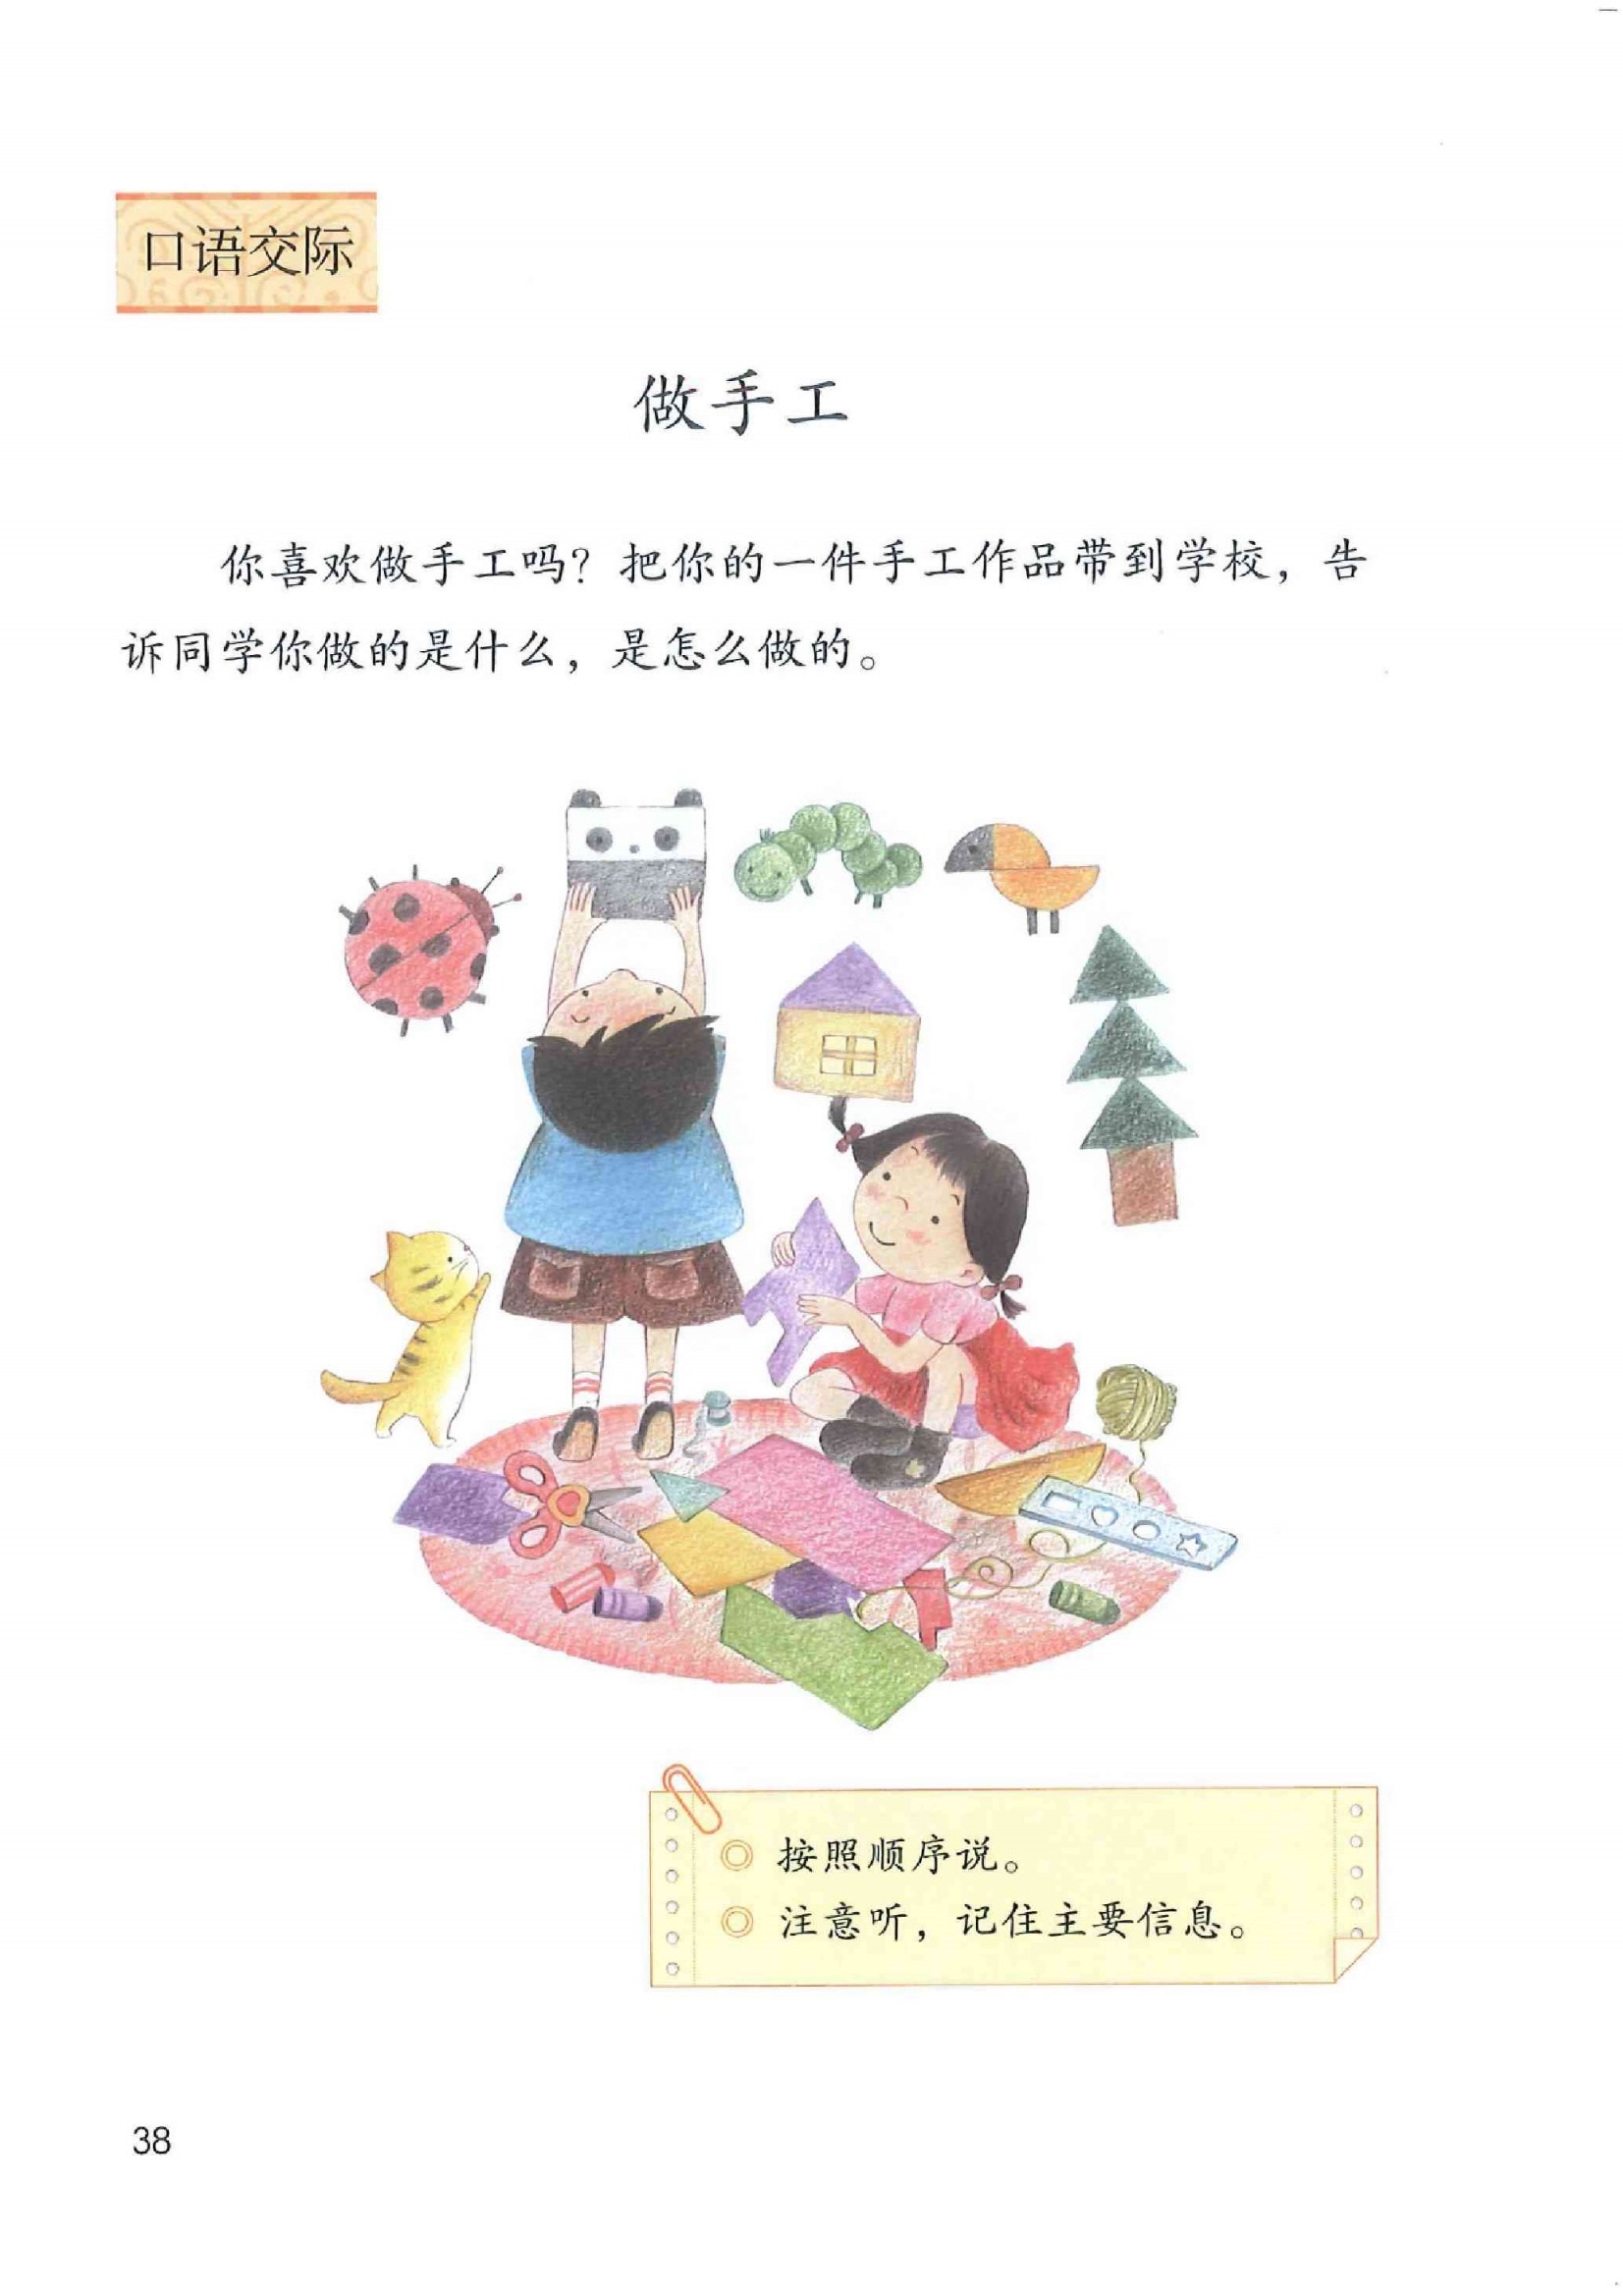 口语交际
做手工
你喜欢做手工吗？把你的一件手工作品带到学校，告
诉同学你做的是什么，是怎么做的。
◎ 按照顺序说。
◎ 注意听，记住主要信息。
38